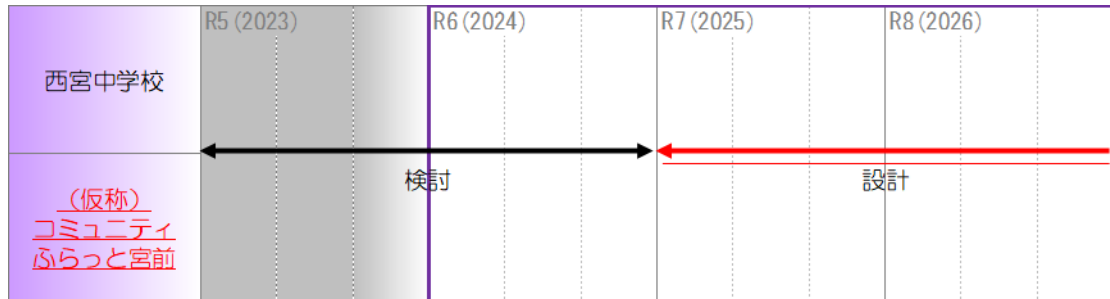 R5(2023)
R6(2024)
R7(2025)
R8(2026)
西宮中学校
検討
設計
(仮称)
コミュニティ
ふらっと宮前